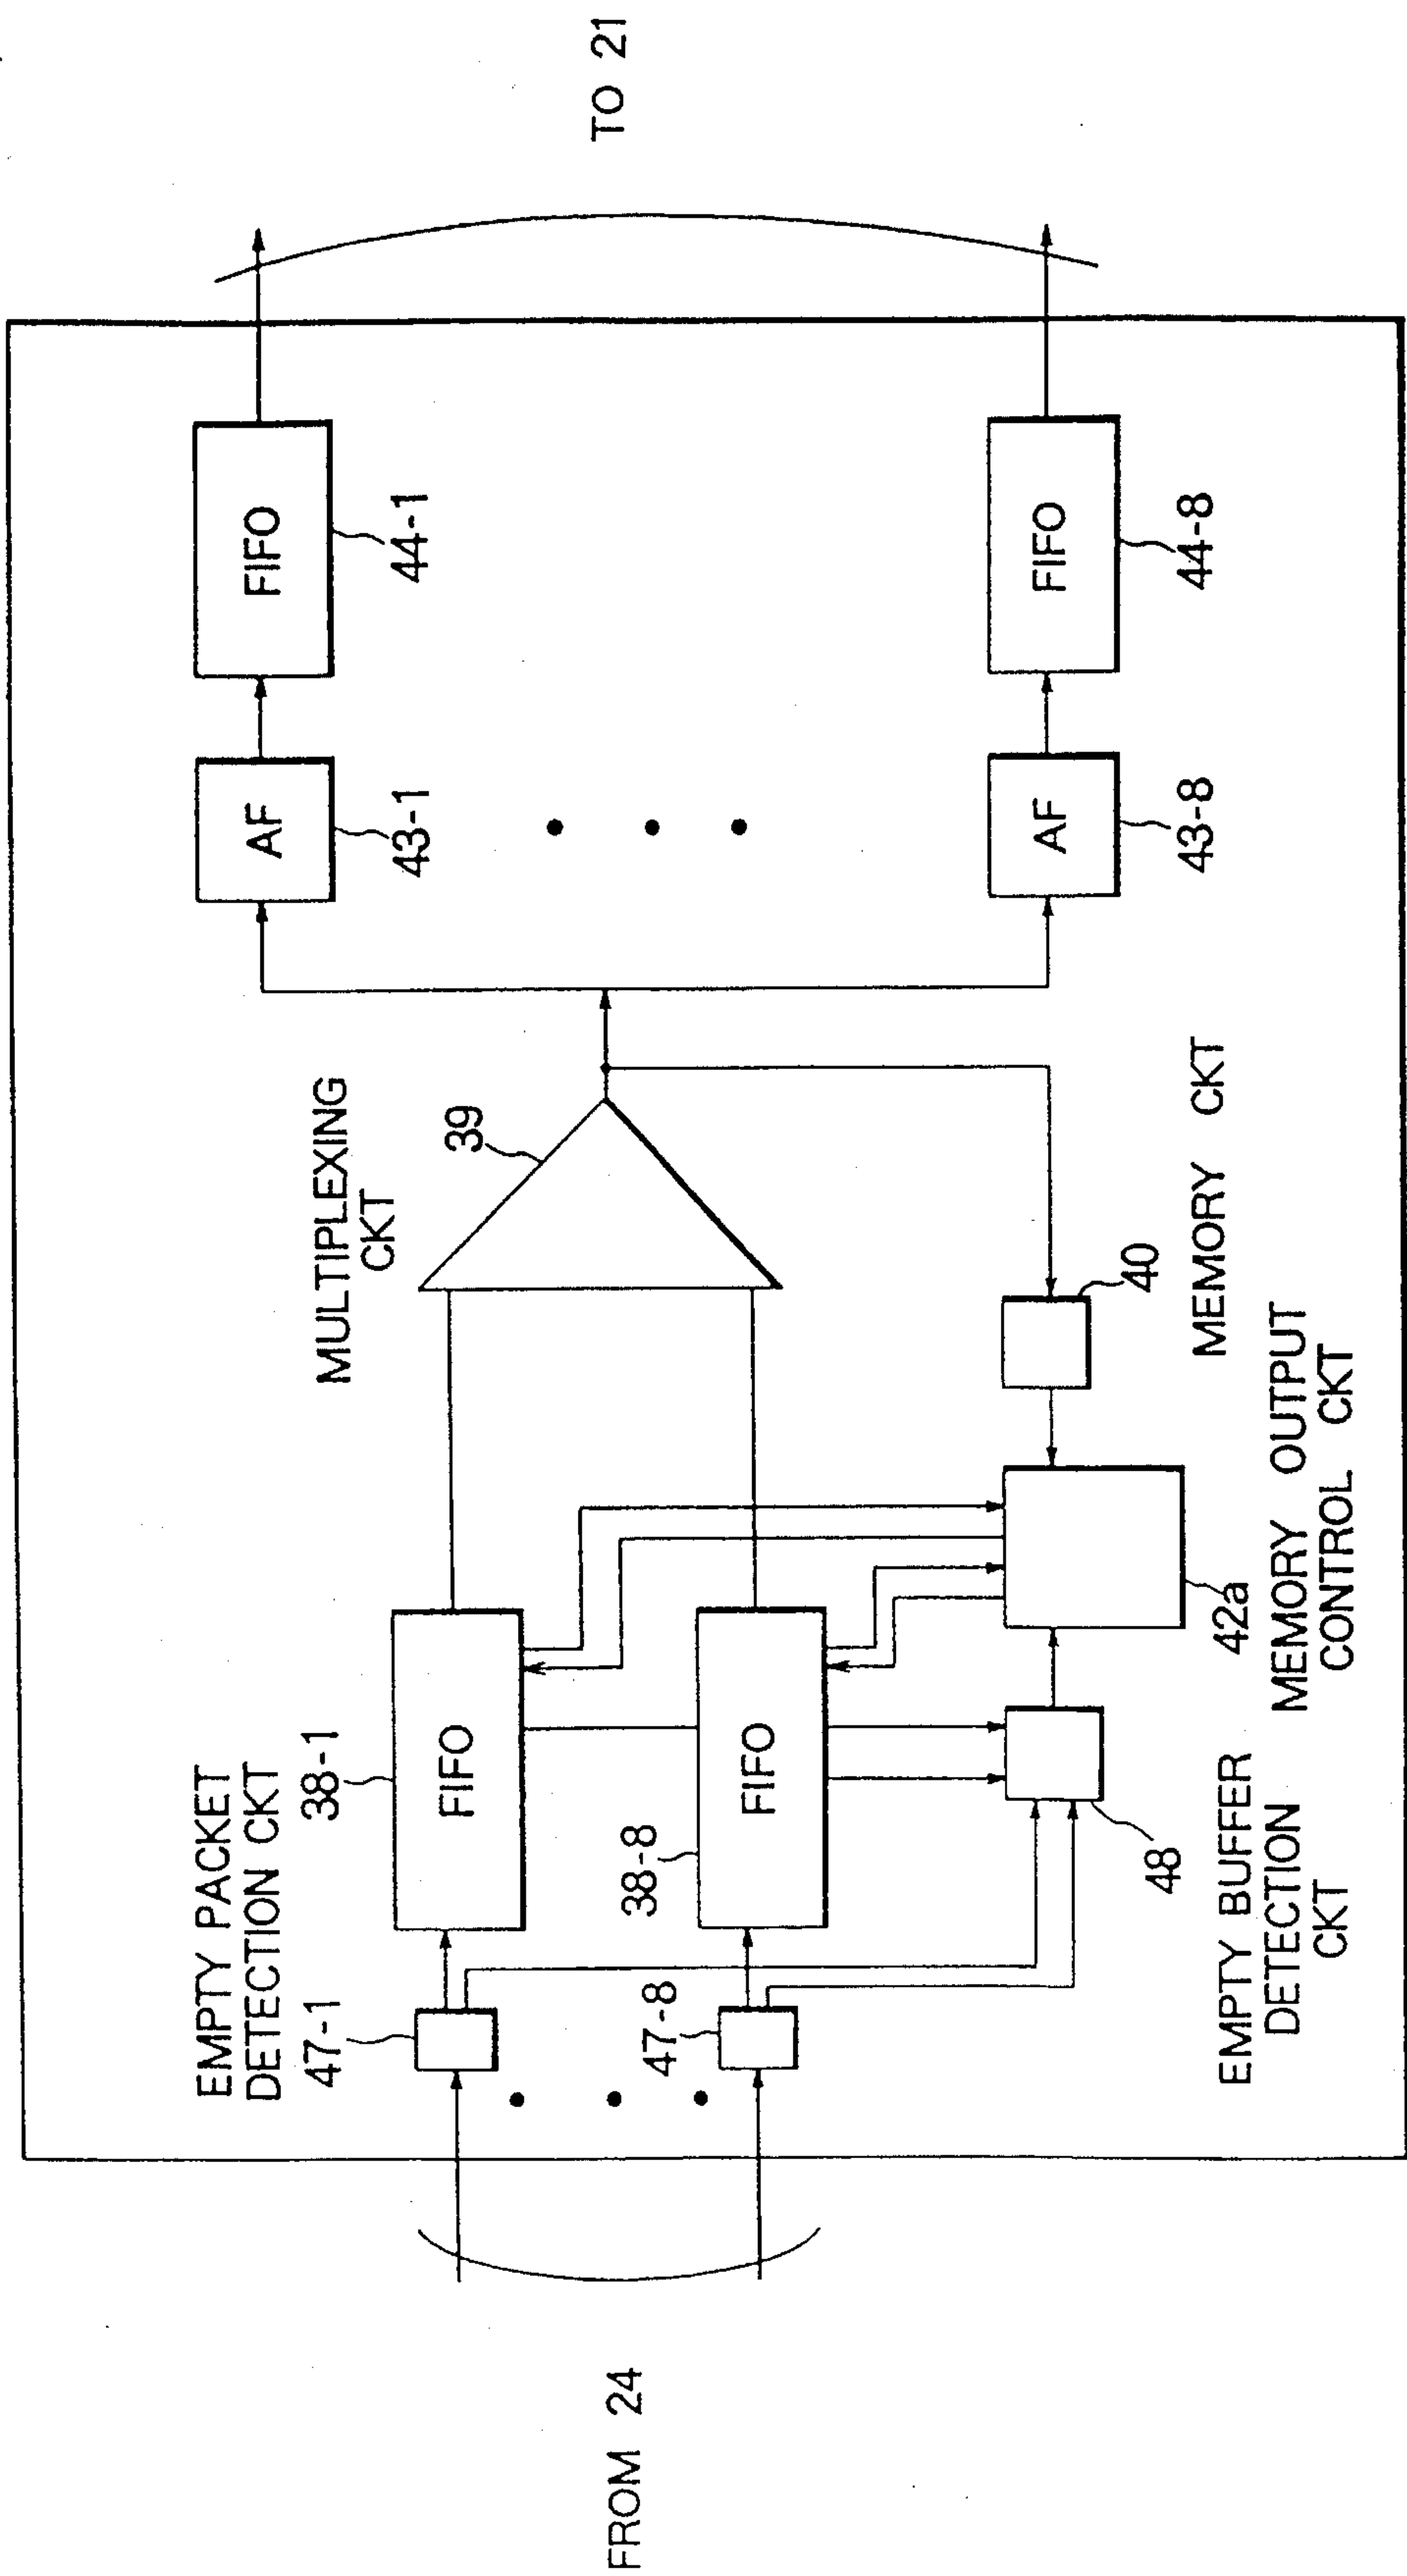 FROM 24
EMPTY PACKET
DETECTION CKT
47-1
38-1
FIFO
47-8
38-8
FIFO
EMPTY BUFFER
DETECTION
CKT
48
42a
MEMORY OUTPUT
CONTROL CKT
40
MEMORY CKT
MULTIPLEXING
CKT
39
AF
43-1
FIFO
44-1
AF
43-8
FIFO
44-8
TO 21